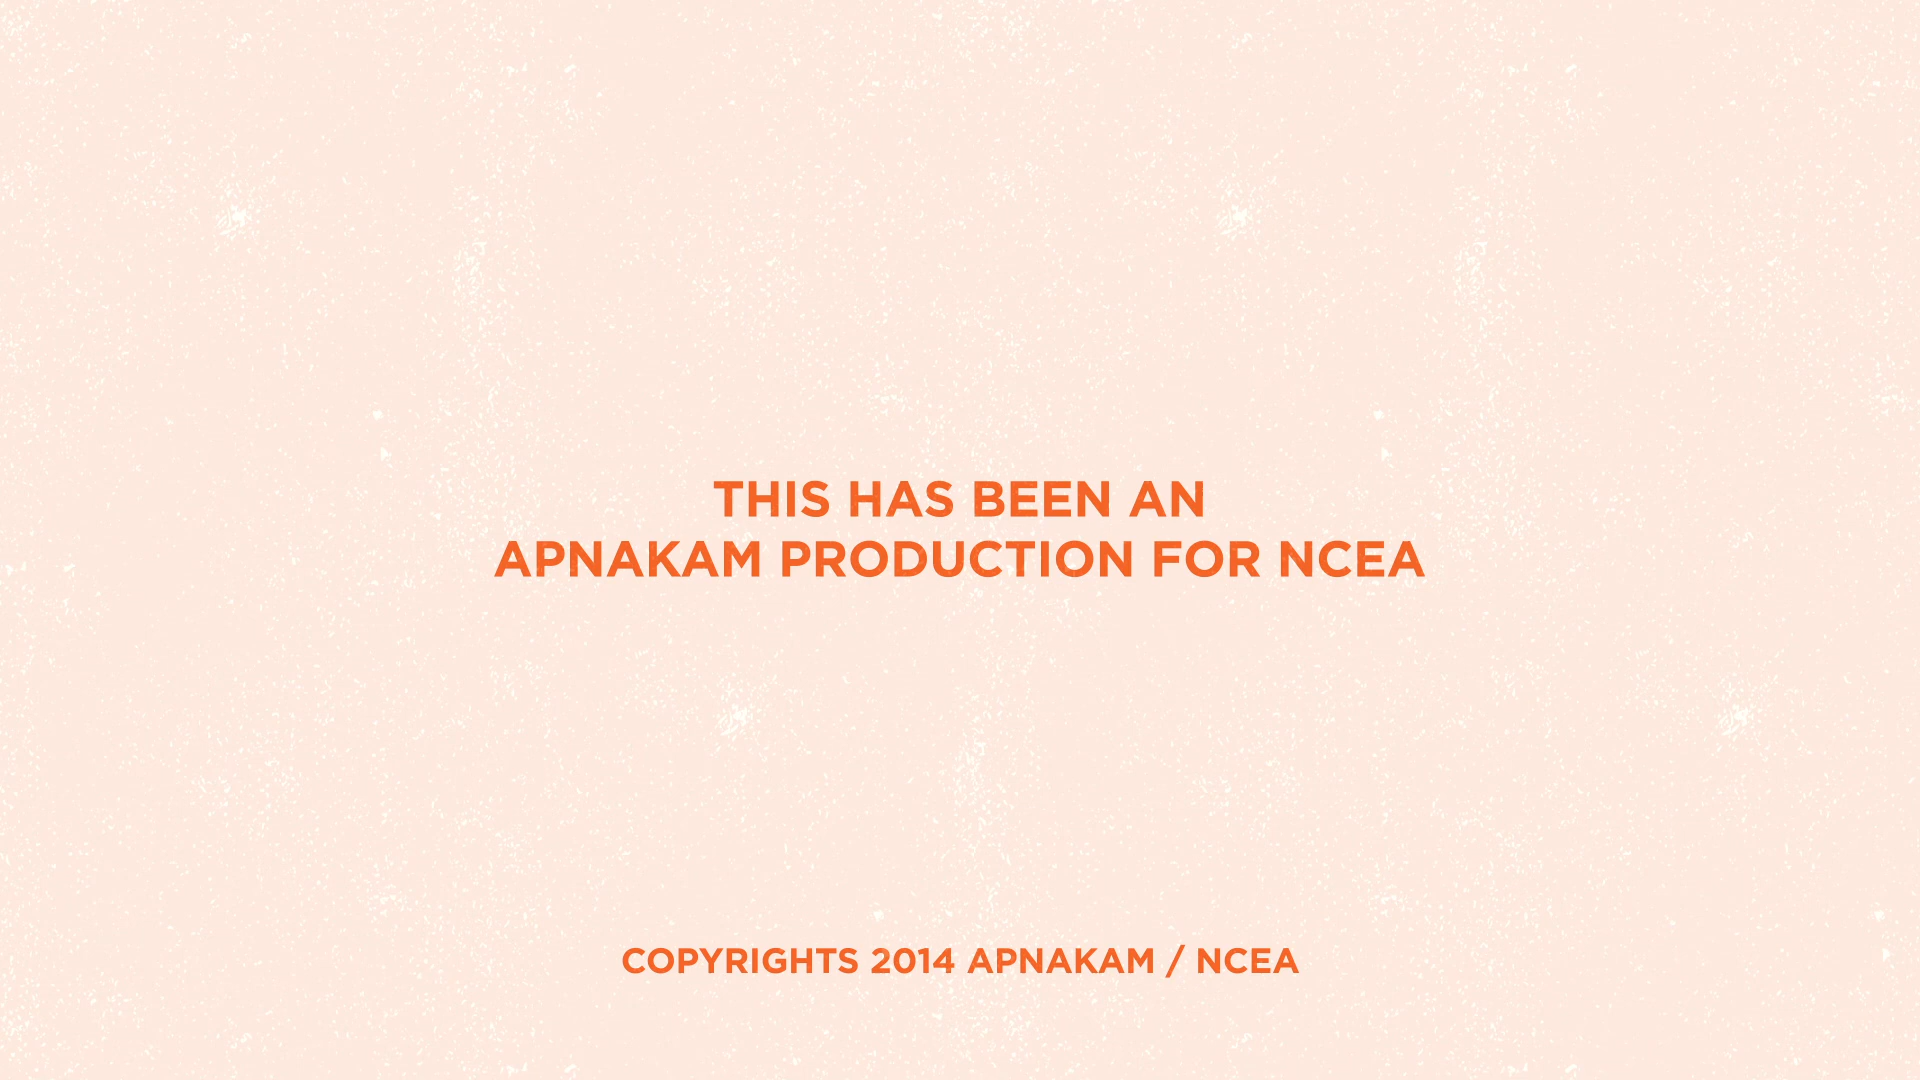 THIS HAS BEEN AN
APNAKAM PRODUCTION FOR NCEA
COPYRIGHTS 2014 APNAKAM / NCEA